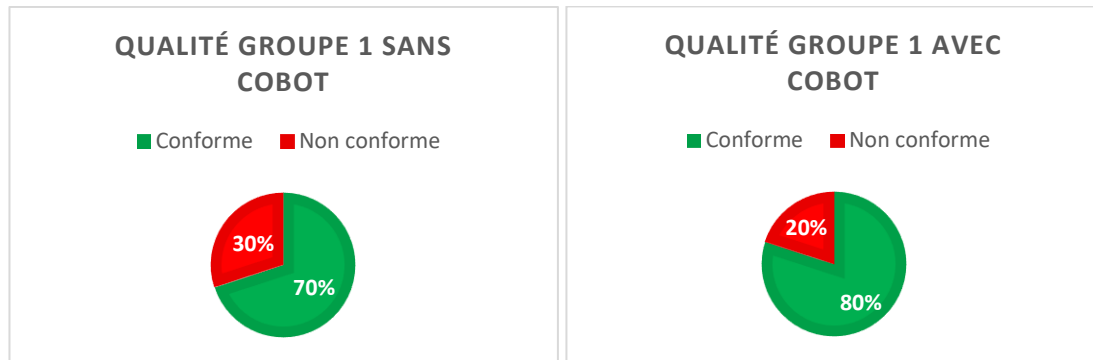 QUALITÉ GROUPE 1 SANS
COBOT
Conforme Non conforme
30%
70%
QUALITÉ GROUPE 1 AVEC
COBOT
Conforme Non conforme
20%
80%